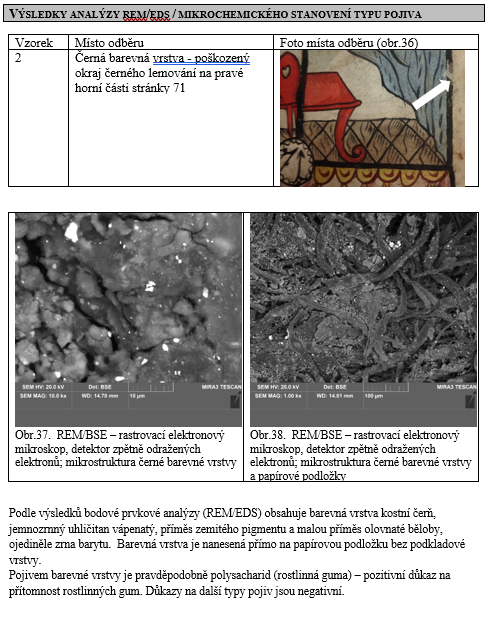 VÝSLEDKY ANALÝZY REM/EDS / MIKROCHEMICKÉHO STANOVENÍ TYPU POJIVA
Vzorek Místo odběru Foto místa odběru (obr.36)
2 Černá barevná vrstva - poškozený
okraj černého lemování na pravé
horní části stránky 71
SEM HV: 20.0 kV Det: BSE MIRA3 TESCAN
SEM MAG: 10.0 kx WD: 14.78 mm 10 µm
SEM HV: 20.0 kV Det: BSE MIRA3 TESCAN
SEM MAG: 1.00 kx WD: 14.81 mm 100 µm
Obr.37. REM/BSE – rastrovací elektronový
mikroskop, detektor zpětně odražených
elektronů; mikrostruktura černé barevné vrstvy
Obr.38. REM/BSE – rastrovací elektronový
mikroskop, detektor zpětně odražených
elektronů; mikrostruktura černé barevné vrstvy
a papírové podložky
Podle výsledků bodové prvkové analýzy (REM/EDS) obsahuje barevná vrstva kostní čerň,
jemnozrnný uhličitan vápenatý, příměs zemitého pigmentu a malou příměs olovnaté běloby,
ojediněle zrna barytu. Barevná vrstva je nanesená přímo na papírovou podložku bez podkladové
vrstvy.
Pojivem barevné vrstvy je pravděpodobně polysacharid (rostlinná guma) – pozitivní důkaz na
přítomnost rostlinných gum. Důkazy na další typy pojiv jsou negativní.